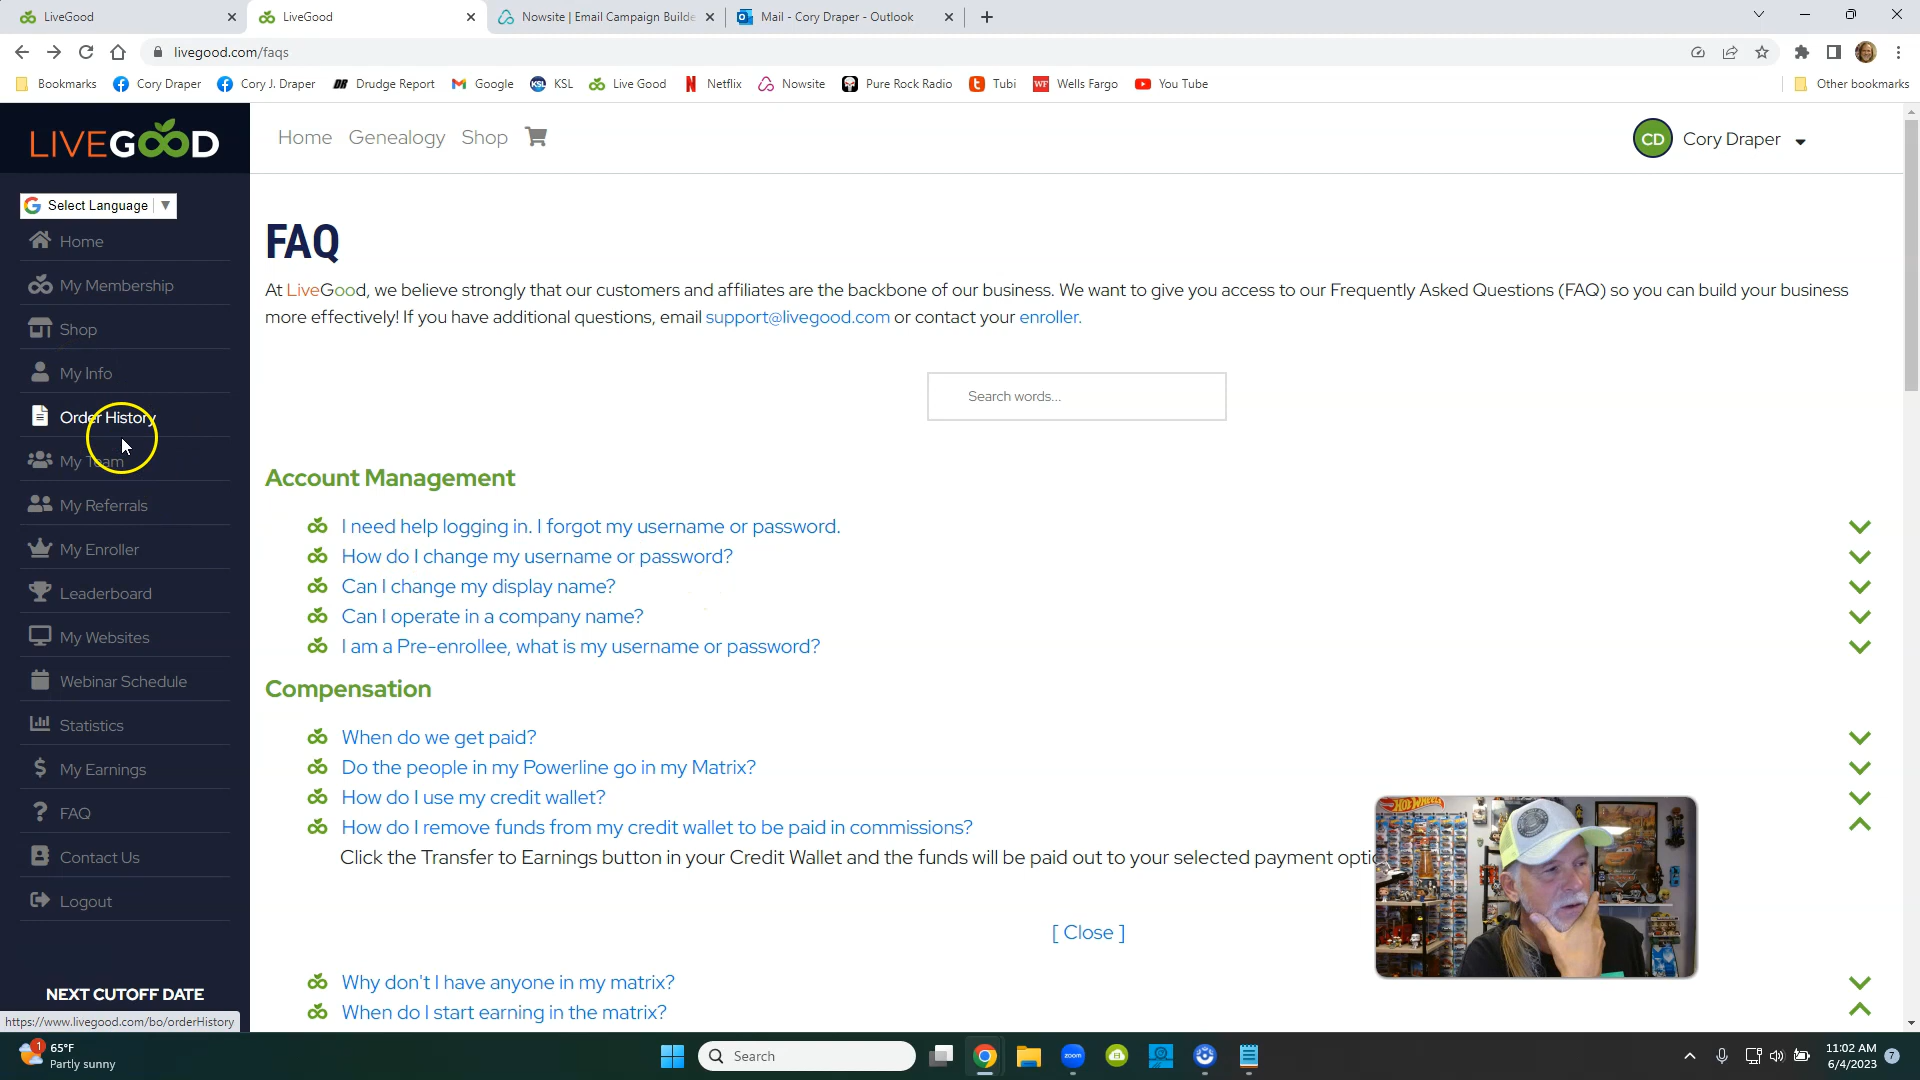 LiveGood
LiveGood
Nowsite | Email Campaign Builde
Mail - Cory Draper - Outlook
livegood.com/faqs
Bookmarks
Cory Draper
Cory J. Draper
DR Drudge Report
Google
KSL KSL
Live Good
Netflix
Nowsite
Pure Rock Radio
Tubi
WF Wells Fargo
You Tube
Other bookmarks
LIVEGOOD
Home
Genealogy
Shop
CD Cory Draper
Select Language
Home
My Membership
Shop
My Info
Order History
My Team
My Referrals
My Enroller
Leaderboard
My Websites
Webinar Schedule
Statistics
My Earnings
FAQ
Contact Us
Logout
NEXT CUTOFF DATE
https://www.livegood.com/bo/orderHistory
FAQ
At LiveGood, we believe strongly that our customers and affiliates are the backbone of our business. We want to give you access to our Frequently Asked Questions (FAQ) so you can build your business
more effectively! If you have additional questions, email support@livegood.com or contact your enroller.
Search words...
Account Management
I need help logging in. I forgot my username or password.
How do I change my username or password?
Can I change my display name?
Can I operate in a company name?
I am a Pre-enrollee, what is my username or password?
Compensation
When do we get paid?
Do the people in my Powerline go in my Matrix?
How do I use my credit wallet?
How do I remove funds from my credit wallet to be paid in commissions?
Click the Transfer to Earnings button in your Credit Wallet and the funds will be paid out to your selected payment optic
[ Close ]
Why don't I have anyone in my matrix?
When do I start earning in the matrix?
HOT WHEELS
1
65°F
Partly sunny
Search
zoom
11:02 AM
6/4/2023
7